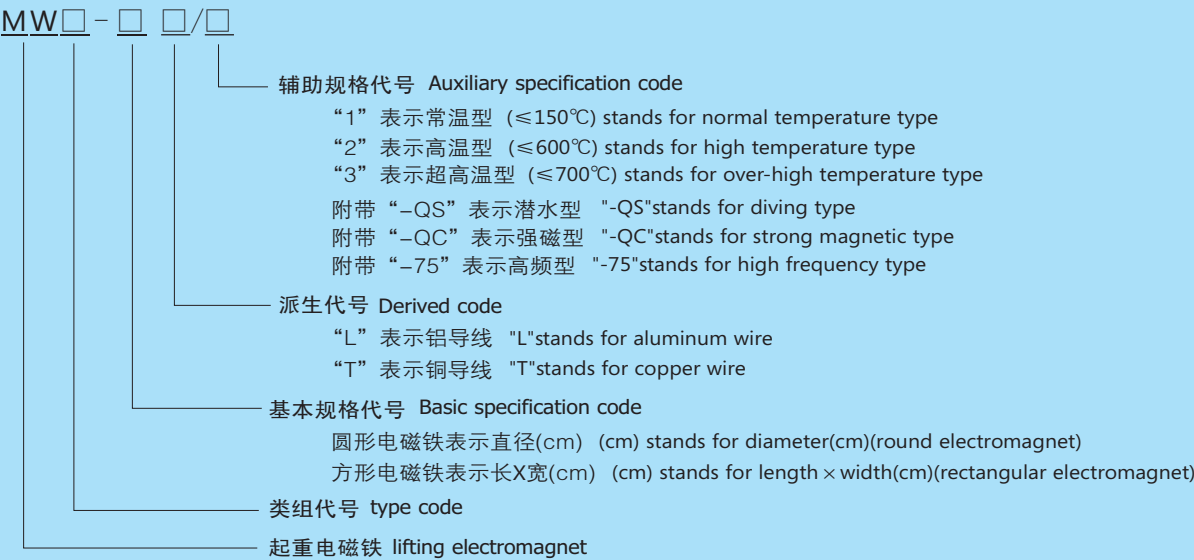 MW□-□ □/□
辅助规格代号 Auxiliary specification code
“1” 表示常温型 (≤150℃) stands for normal temperature type
“2” 表示高温型 (≤600℃) stands for high temperature type
“3” 表示超高温型 (≤700℃) stands for over-high temperature type
附带“-QS”表示潜水型 "-QS"stands for diving type
附带“-QC”表示强磁型 "-QC"stands for strong magnetic type
附带“-75”表示高频型 "-75"stands for high frequency type
派生代号 Derived code
“L” 表示铝导线 "L"stands for aluminum wire
“T” 表示铜导线 "T"stands for copper wire
基本规格代号 Basic specification code
圆形电磁铁表示直径(cm) (cm) stands for diameter(cm)(round electromagnet)
方形电磁铁表示长X宽(cm) (cm) stands for length×width(cm)(rectangular electromagnet)
类组代号 type code
起重电磁铁 lifting electromagnet